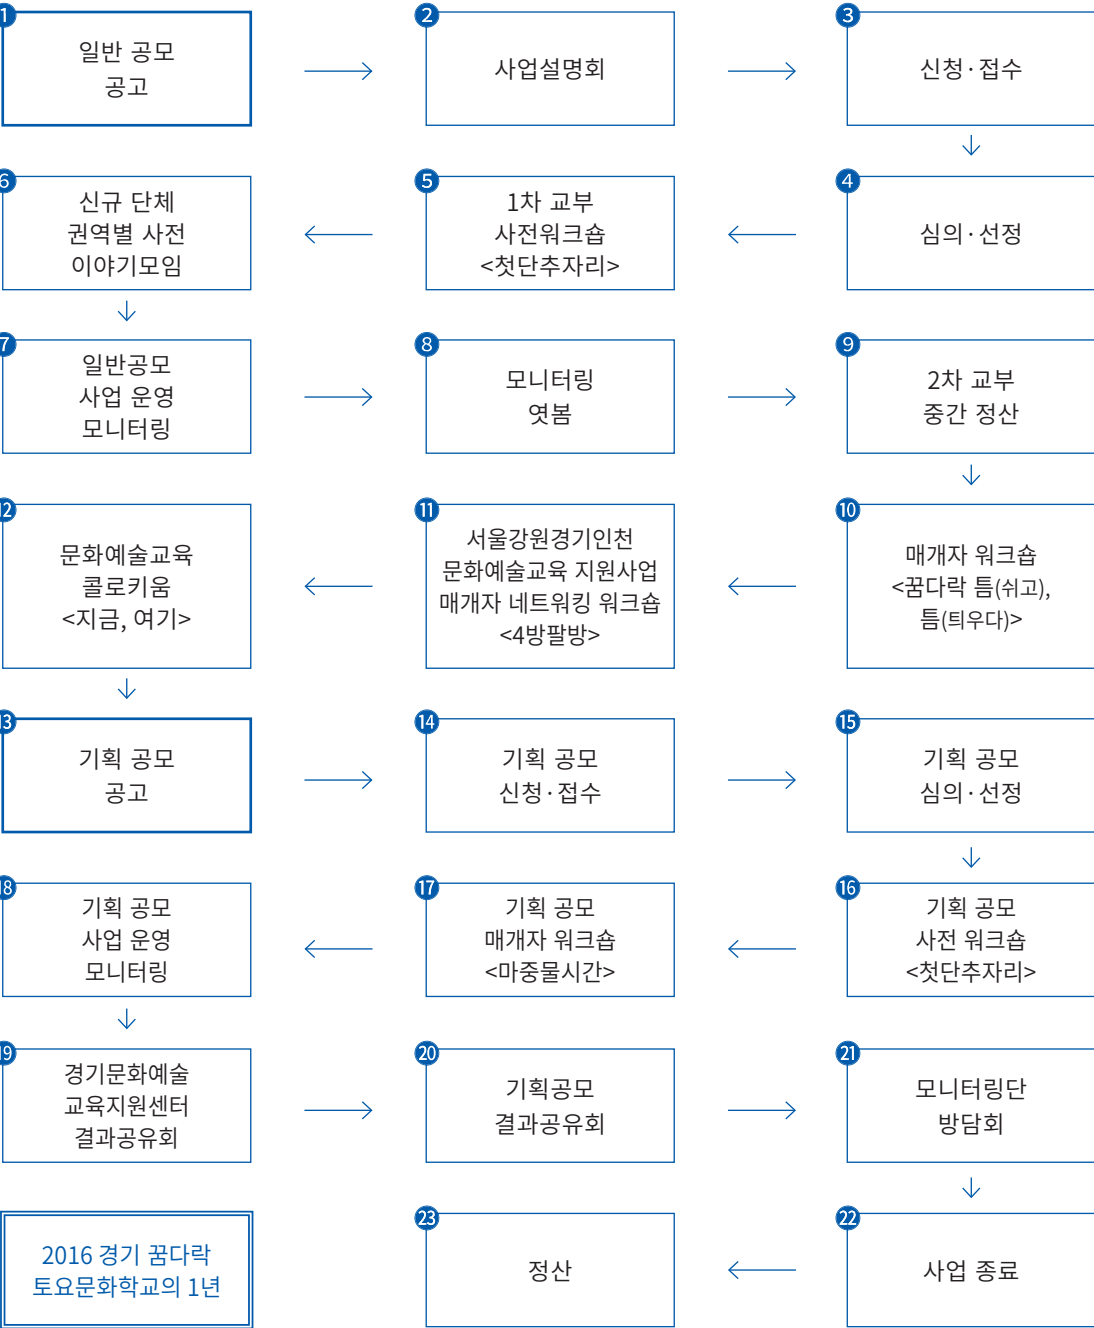 1
일반 공모
공고
2
사업설명회
3
신청·접수
4
심의·선정
5
1차 교부
사전워크숍
<첫단추자리>
6
신규 단체
권역별 사전
이야기모임
7
일반공모
사업 운영
모니터링
8
모니터링
엿봄
9
2차 교부
중간 정산
10
매개자 워크숍
<꿈다락 틈(쉬고),
틈(틔우다)>
11
서울강원경기인천
문화예술교육 지원사업
매개자 네트워킹 워크숍
<4방팔방>
12
문화예술교육
콜로키움
<지금, 여기>
13
기획 공모
공고
14
기획 공모
신청·접수
15
기획 공모
심의·선정
16
기획 공모
사전 워크숍
<첫단추자리>
17
기획 공모
매개자 워크숍
<마중물시간>
18
기획 공모
사업 운영
모니터링
19
경기문화예술
교육지원센터
결과공유회
20
기획공모
결과공유회
21
모니터링단
방담회
22
사업 종료
23
정산
2016 경기 꿈다락
토요문화학교의 1년